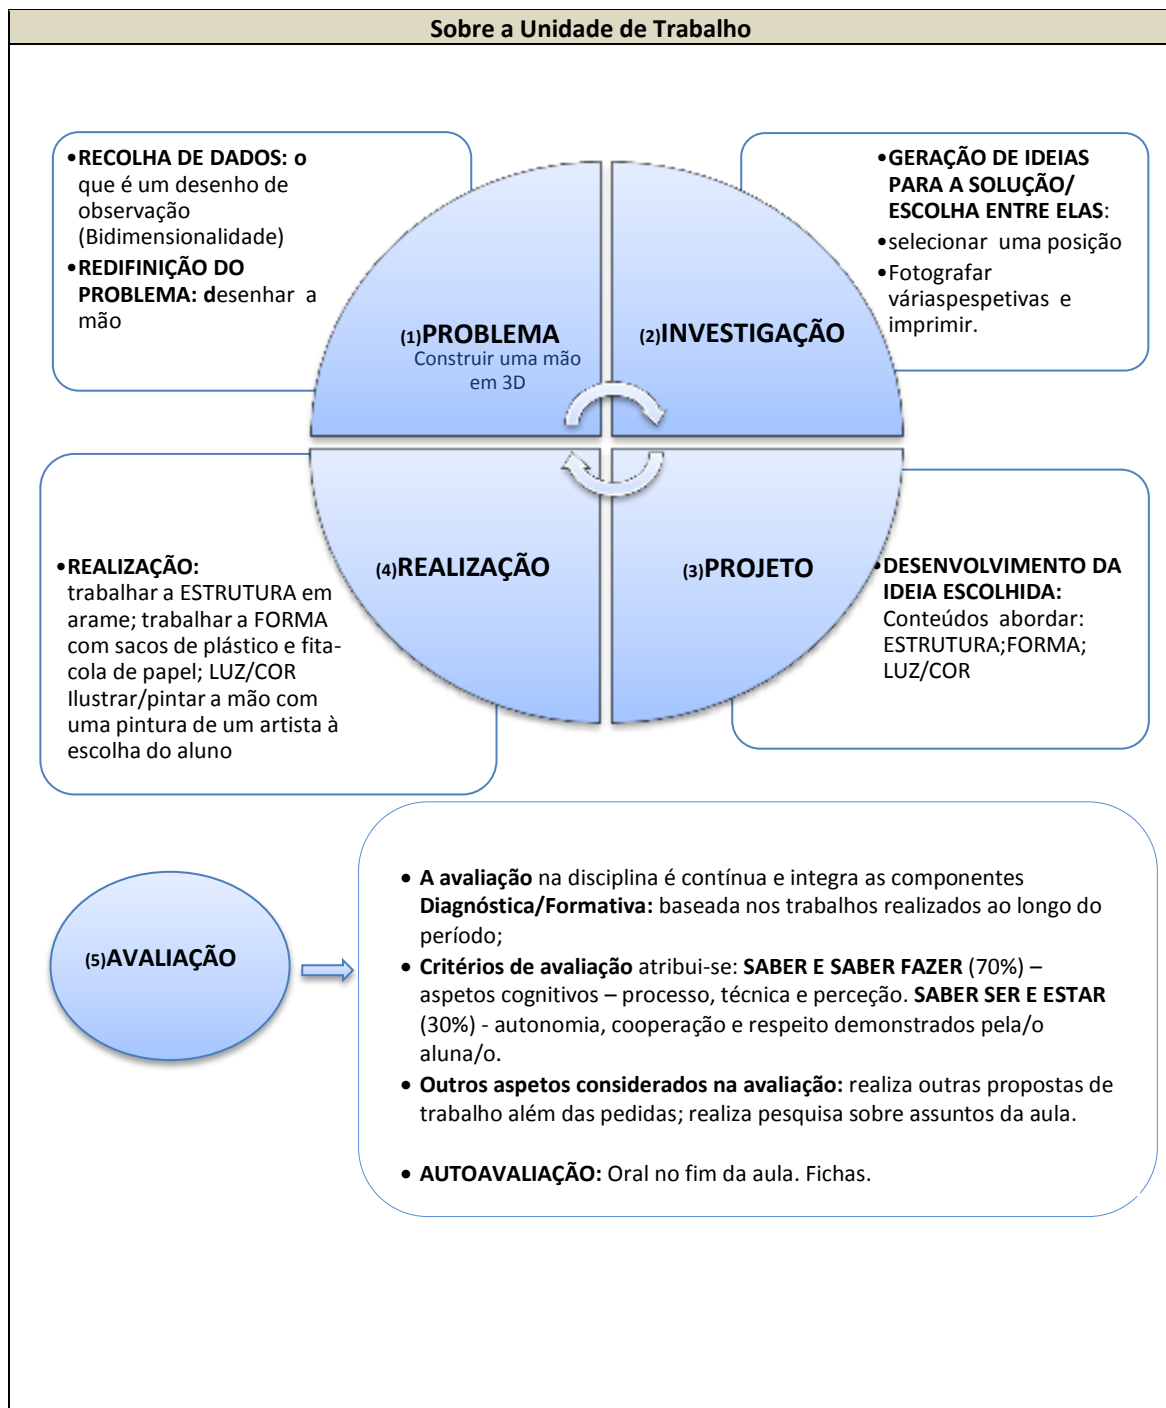 Sobre a Unidade de Trabalho
•RECOLHA DE DADOS: o
que é um desenho de
observação
(Bidimensionalidade)
•REDIFINIÇÃO DO
PROBLEMA: desenhar a
mão
(1)PROBLEMA
Construir uma mão
em 3D
(2)INVESTIGAÇÃO
•GERAÇÃO DE IDEIAS
PARA A SOLUÇÃO/
ESCOLHA ENTRE ELAS:
•selecionar uma posição
•Fotografar
váriaspespetivas e
imprimir.
•REALIZAÇÃO:
trabalhar a ESTRUTURA em
arame; trabalhar a FORMA
com sacos de plástico e fita-
cola de papel; LUZ/COR
Ilustrar/pintar a mão com
uma pintura de um artista à
escolha do aluno
(4)REALIZAÇÃO
(3)PROJETO
•DESENVOLVIMENTO DA
IDEIA ESCOLHIDA:
Conteúdos abordar:
ESTRUTURA;FORMA;
LUZ/COR
(5)AVALIAÇÃO
• A avaliação na disciplina é contínua e integra as componentes
Diagnóstica/Formativa: baseada nos trabalhos realizados ao longo do
período;
• Critérios de avaliação atribui-se: SABER E SABER FAZER (70%) –
aspetos cognitivos – processo, técnica e perceção. SABER SER E ESTAR
(30%) - autonomia, cooperação e respeito demonstrados pela/o
aluna/o.
• Outros aspetos considerados na avaliação: realiza outras propostas de
trabalho além das pedidas; realiza pesquisa sobre assuntos da aula.
• AUTOAVALIAÇÃO: Oral no fim da aula. Fichas.